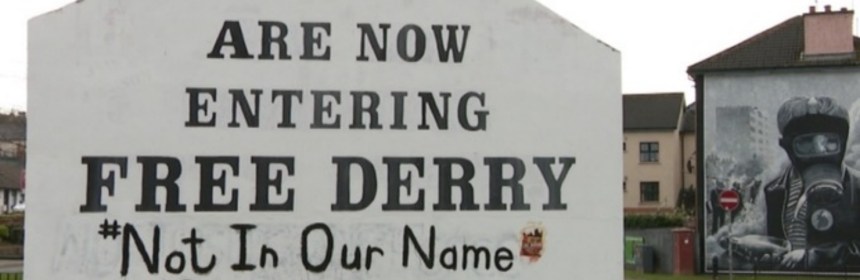 ARE NOW
ENTERING
FREE DERRY
#Not In Our Name